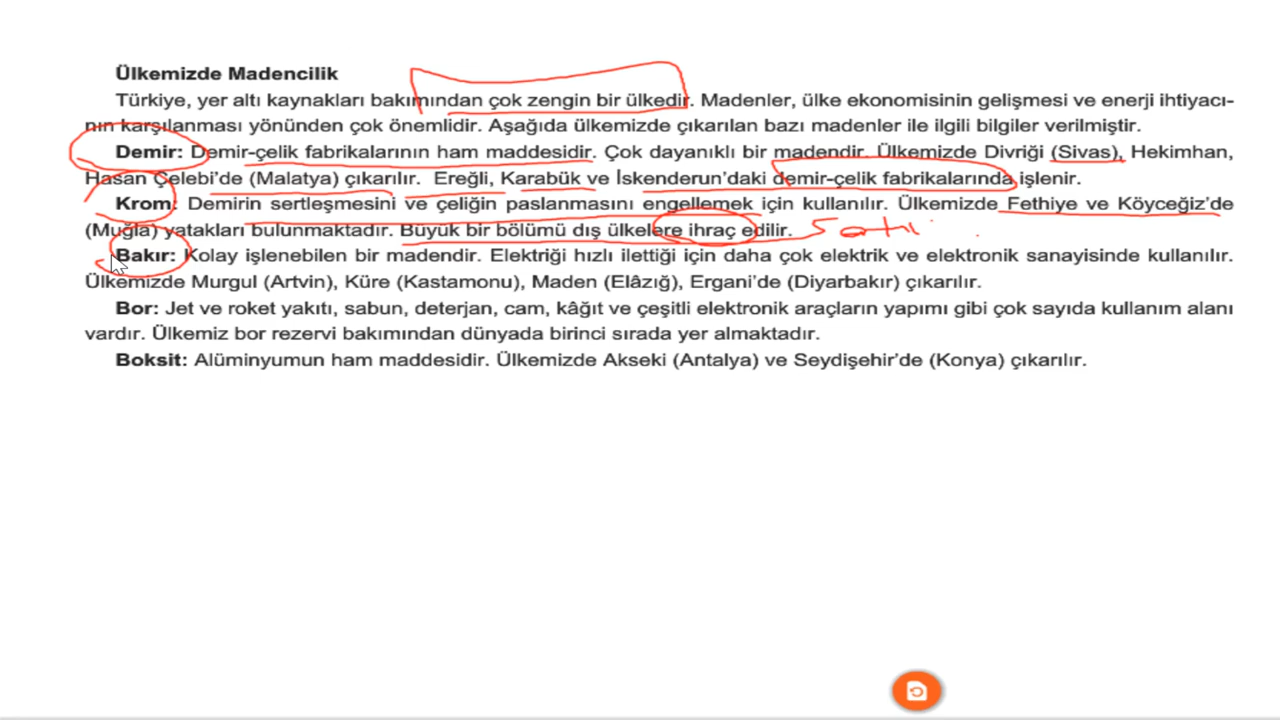 Ülkemizde Madencilik
Türkiye, yer altı kaynakları bakımından çok zengin bir ülkedir. Madenler, ülke ekonomisinin gelişmesi ve enerji ihtiyacı-
nın karşılanması yönünden çok önemlidir. Aşağıda ülkemizde çıkarılan bazı madenler ile ilgili bilgiler verilmiştir.
Demir: Demir-çelik fabrikalarının ham maddesidir. Çok dayanıklı bir madendir. Ülkemizde Divriği (Sivas), Hekimhan,
Hasan Çelebi'de (Malatya) çıkarılır. Ereğli, Karabük ve İskenderun'daki demir-çelik fabrikalarında işlenir.
Krom: Demirin sertleşmesini ve çeliğin paslanmasını engellemek için kullanılır. Ülkemizde Fethiye ve Köyceğiz'de
(Muğla) yatakları bulunmaktadır. Büyük bir bölümü dış ülkelere ihraç edilir.
Bakır: Kolay işlenebilen bir madendir. Elektriği hızlı ilettiği için daha çok elektrik ve elektronik sanayisinde kullanılır.
Ülkemizde Murgul (Artvin), Küre (Kastamonu), Maden (Elâzığ), Ergani'de (Diyarbakır) çıkarılır.
Bor: Jet ve roket yakıtı, sabun, deterjan, cam, kâğıt ve çeşitli elektronik araçların yapımı gibi çok sayıda kullanım alanı
vardır. Ülkemiz bor rezervi bakımından dünyada birinci sırada yer almaktadır.
Boksit: Alüminyumun ham maddesidir. Ülkemizde Akseki (Antalya) ve Seydişehir'de (Konya) çıkarılır.